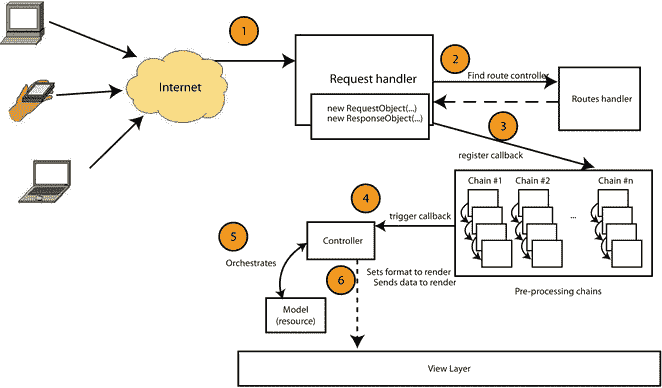 1
Internet
Request handler
new RequestObject(...)
new ResponseObject(...)
2
Find route controller
Routes handler
3
register callback
Chain #1
Chain #2
Chain #n
...
Pre-processing chains
4
trigger callback
Controller
5
Orchestrates
Model
(resource)
6
Sets format to render
Sends data to render
View Layer